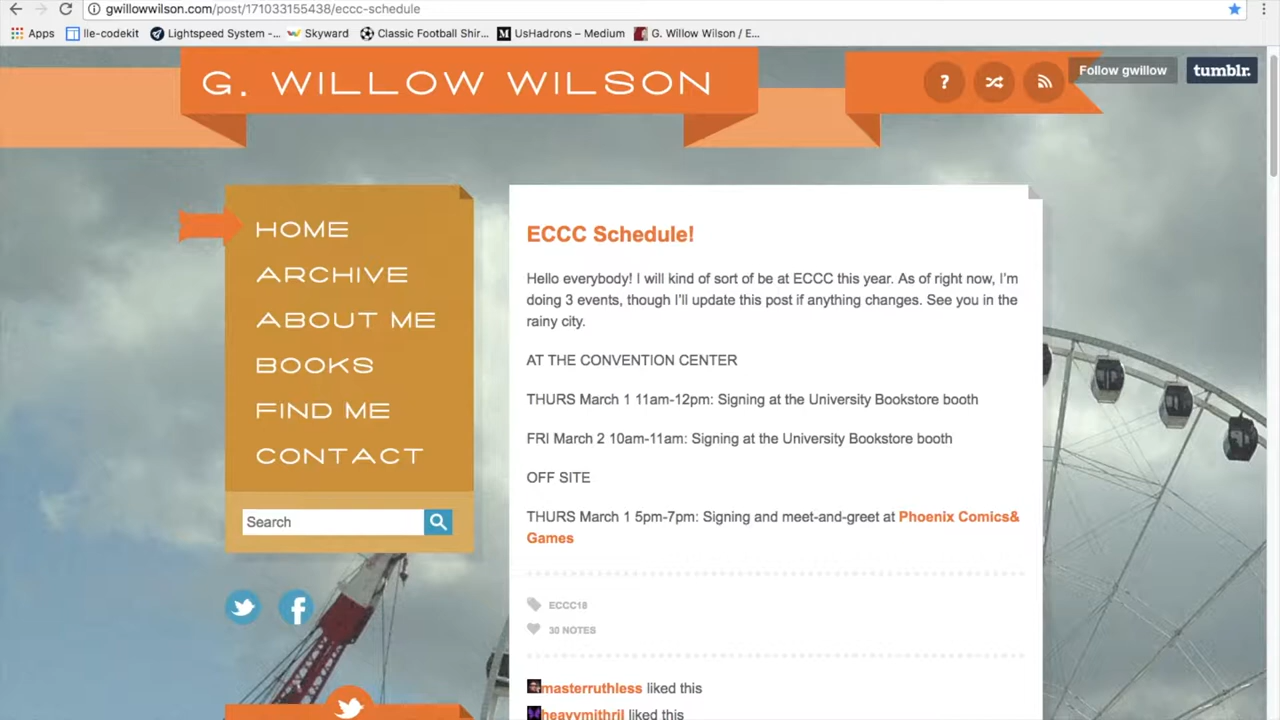 gwillowwilson.com/post/171033155438/eccc-schedule
Apps lle-codekit Lightspeed System -... Skyward Classic Football Shir... UsHadrons – Medium G. Willow Wilson / E...
G. WILLOW WILSON
?
Follow gwillow
tumblr.
HOME
ARCHIVE
ABOUT ME
BOOKS
FIND ME
CONTACT
Search
ECCC Schedule!
Hello everybody! I will kind of sort of be at ECCC this year. As of right now, I'm
doing 3 events, though I'll update this post if anything changes. See you in the
rainy city.
AT THE CONVENTION CENTER
THURS March 1 11am-12pm: Signing at the University Bookstore booth
FRI March 2 10am-11am: Signing at the University Bookstore booth
OFF SITE
THURS March 1 5pm-7pm: Signing and meet-and-greet at Phoenix Comics&
Games
ECCC18
30 NOTES
masterruthless liked this
heavymithril liked this